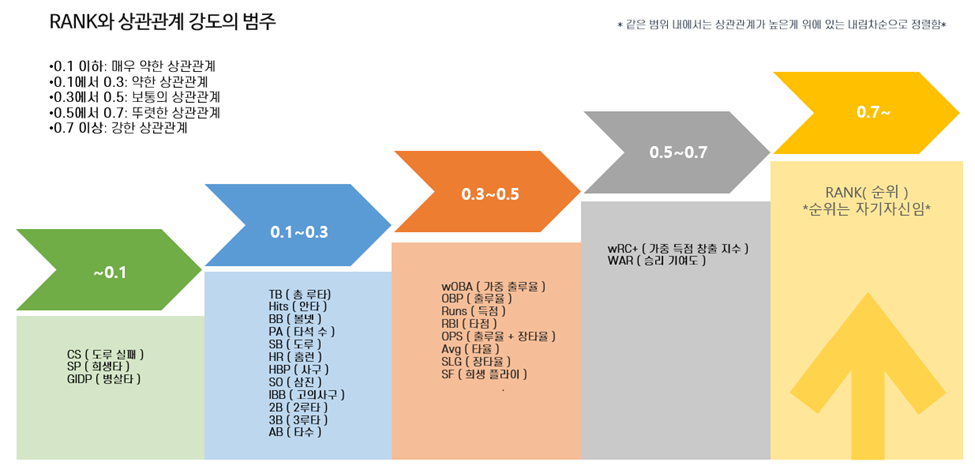 RANK와 상관관계 강도의 범주
* 같은 범위 내에서는 상관관계가 높은게 위에 있는 내림차순으로 정렬함*
•0.1 이하: 매우 약한 상관관계
•0.1에서 0.3: 약한 상관관계
•0.3에서 0.5: 보통의 상관관계
•0.5에서 0.7: 뚜렷한 상관관계
•0.7 이상: 강한 상관관계
~0.1
CS ( 도루 실패 )
SP ( 희생타 )
GIDP ( 병살타 )
0.1~0.3
TB ( 총 루타)
Hits ( 안타 )
BB ( 볼넷 )
PA ( 타석 수 )
SB ( 도루 )
HR ( 홈런 )
HBP ( 사구 )
SO ( 삼진 )
IBB ( 고의사구 )
2B ( 2루타 )
3B ( 3루타 )
AB ( 타수 )
0.3~0.5
wOBA ( 가중 출루율 )
OBP ( 출루율 )
Runs ( 득점 )
RBI ( 타점 )
OPS ( 출루율 + 장타율 )
Avg ( 타율 )
SLG ( 장타율 )
SF ( 희생 플라이 )
.
0.5~0.7
wRC+ ( 가중 득점 창출 지수 )
WAR ( 승리 기여도 )
0.7~
RANK( 순위 )
*순위는 자기자신임*